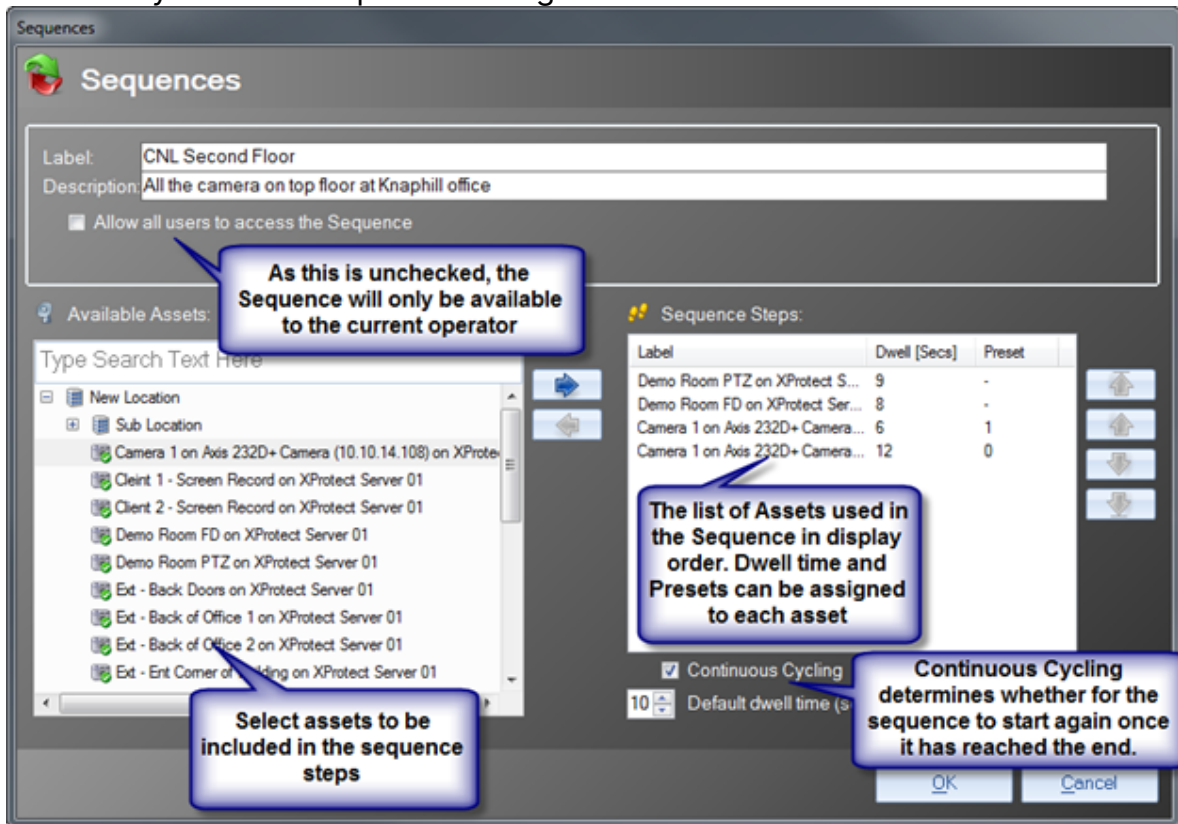 Sequences
Sequences
Label: CNL Second Floor
Description: All the camera on top floor at Knaphill office
Allow all users to access the Sequence
As this is unchecked, the
Sequence will only be available
to the current operator
Available Assets:
Type Search Text Here
New Location
Sub Location
Camera 1 on Axis 232D+ Camera (10.10.14.108) on XProte
Cleint 1 - Screen Record on XProtect Server 01
Client 2 - Screen Record on XProtect Server 01
Demo Room FD on XProtect Server 01
Demo Room PTZ on XProtect Server 01
Ext - Back Doors on XProtect Server 01
Ext - Back of Office 1 on XProtect Server 01
Ext - Back of Office 2 on XProtect Server 01
Ext - Ent Corner of on XProtect Server 01
Select assets to be
included in the sequence
steps
Sequence Steps:
Label Dwell [Secs] Preset
Demo Room PTZ on XProtect S... 9 -
Demo Room FD on XProtect Ser... 8 -
Camera 1 on Axis 232D+ Camera... 6 1
Camera 1 on Axis 232D+ Camera... 12 0
The list of Assets used in
the Sequence in display
order. Dwell time and
Presets can be assigned
to each asset
Continuous Cycling
10 Default dwell time (s
Continuous Cycling
determines whether for the
sequence to start again once
it has reached the end.
OK Cancel